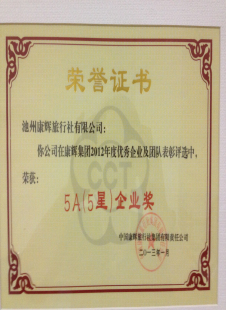 荣誉证书
池州康辉旅行社有限公司：
你公司在康辉集团2012年度优秀企业及团队表彰评选中，
荣获：
CCT
5A(5星)企业奖
中国康辉旅行社集团有限责任公司
二〇一三年一月